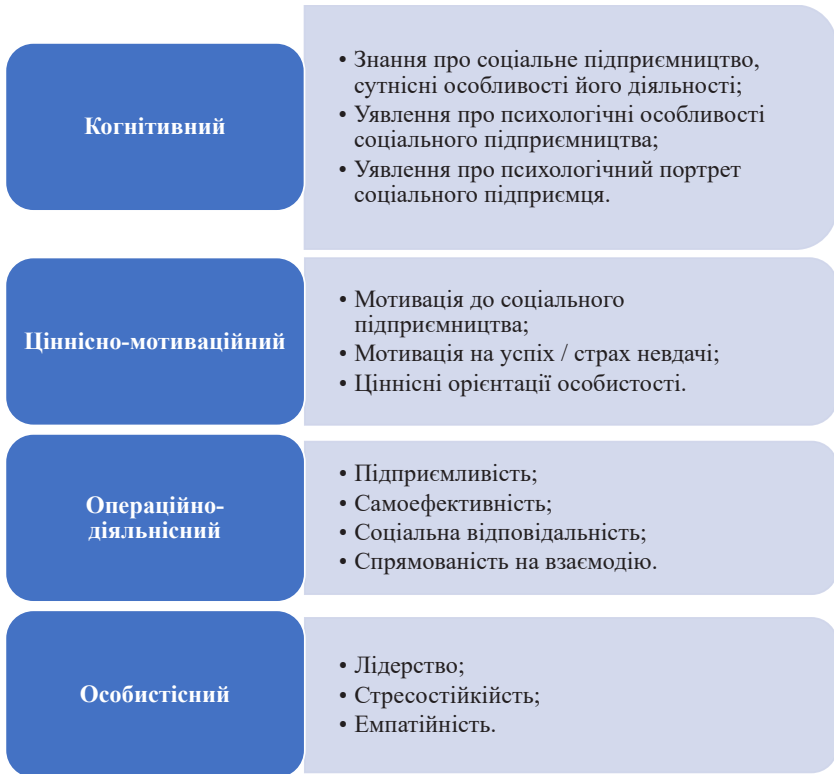 Когнітивний
• Знання про соціальне підприємництво,
сутнісні особливості його діяльності;
• Уявлення про психологічні особливості
соціального підприємництва;
• Уявлення про психологічний портрет
соціального підприємця.
Ціннісно-мотиваційний
• Мотивація до соціального
підприємництва;
• Мотивація на успіх / страх невдачі;
• Ціннісні орієнтації особистості.
Операційно-
діяльнісний
• Підприємливість;
• Самоефективність;
• Соціальна відповідальність;
• Спрямованість на взаємодію.
Особистісний
• Лідерство;
• Стресостійкійсть;
• Емпатійність.